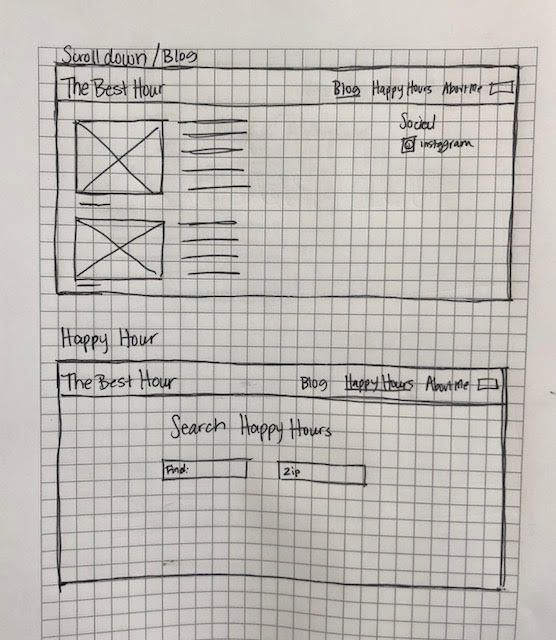 Scroll down / Blog
The Best Hour Blog Happy Hours About Me
Social
instagram
Happy Hour
The Best Hour Blog Happy Hours About Me
Search Happy Hours
Find: Zip